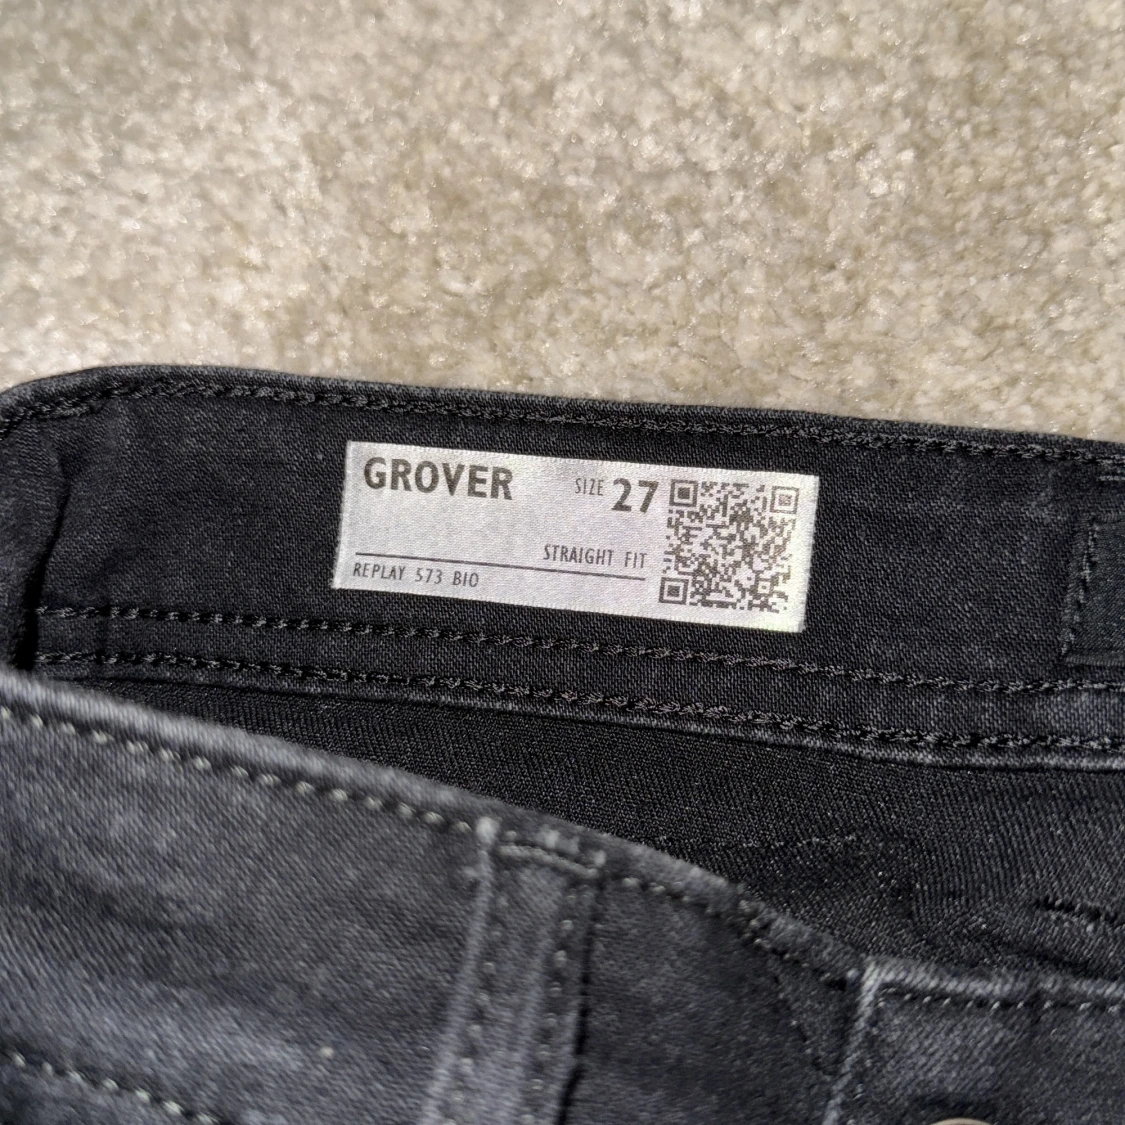 GROVER
SIZE 27
STRAIGHT FIT
REPLAY 573 BIO